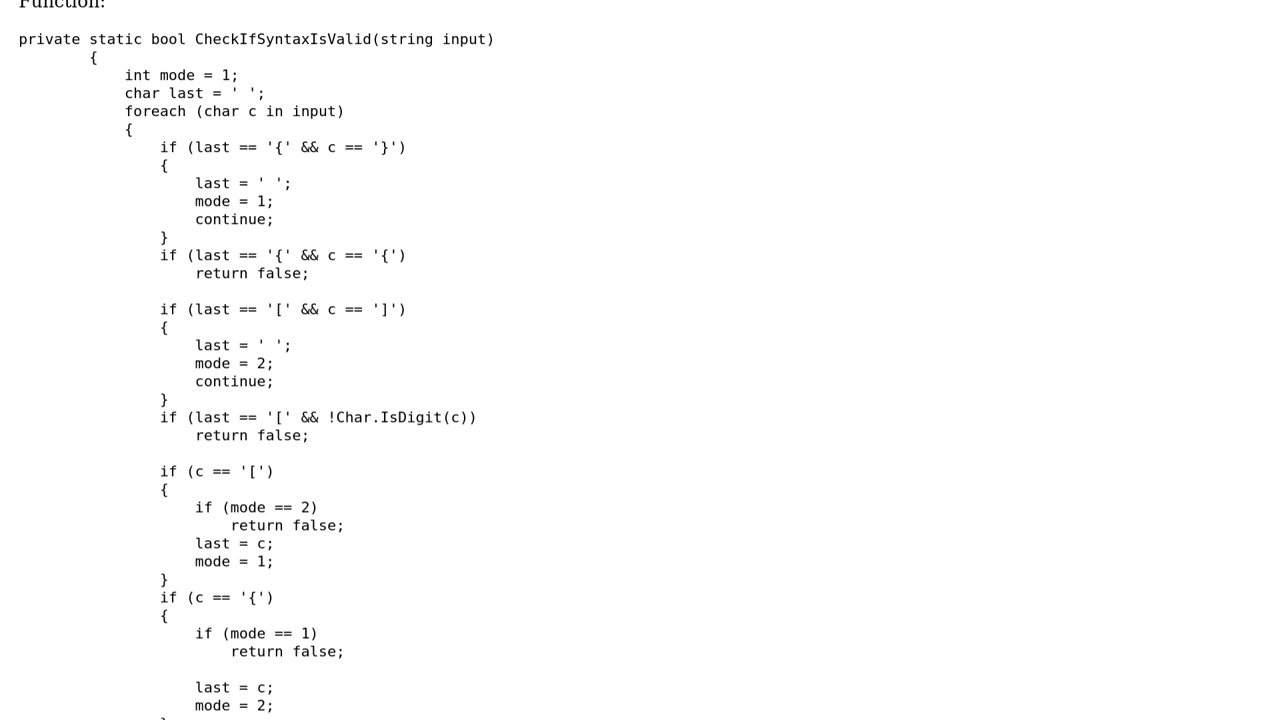 Function:
private static bool CheckIfSyntaxIsValid(string input)
        {
            int mode = 1;
            char last = ' ';
            foreach (char c in input)
            {
                if (last == '{' && c == '}')
                {
                    last = ' ';
                    mode = 1;
                    continue;
                }
                if (last == '{' && c == '{')
                    return false;

                if (last == '[' && c == ']')
                {
                    last = ' ';
                    mode = 2;
                    continue;
                }
                if (last == '[' && !Char.IsDigit(c))
                    return false;

                if (c == '[')
                {
                    if (mode == 2)
                        return false;
                    last = c;
                    mode = 1;
                }
                if (c == '{')
                {
                    if (mode == 1)
                        return false;

                    last = c;
                    mode = 2;
                }